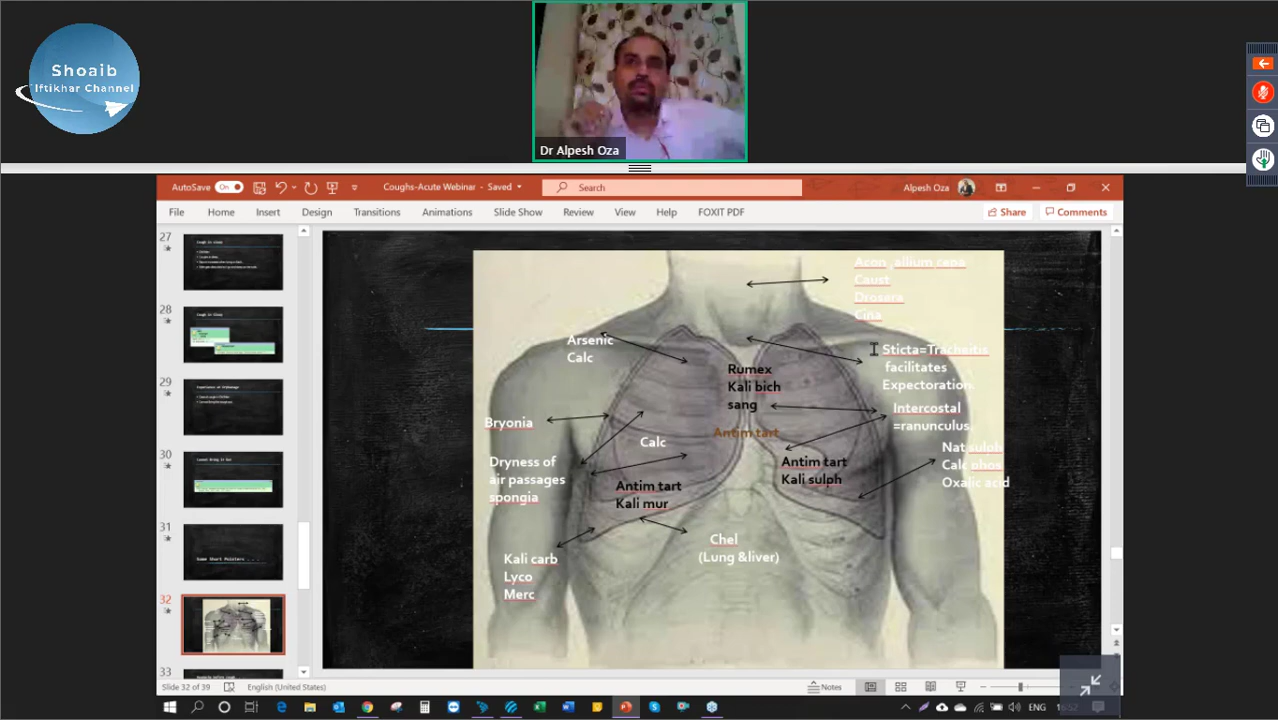 Shoaib
Iftikhar Channel
Dr Alpesh Oza
AutoSave On
Coughs-Acute Webinar - Saved
Search
Alpesh Oza
File Home Insert Design Transitions Animations Slide Show Review View Help FOXIT PDF
Share Comments
27
28
29
30
31
Some Short Pointers . . .
32
33
Acon ,allium cepa
Caust
Drosera
Cina
Arsenic
Calc
Sticta=Tracheitis
facilitates
Expectoration
Rumex
Kali bich
sang
Intercostal
=ranunculus
Bryonia
Antim tart
Calc
Nat sulph
Calc phos
Oxalic acid
Dryness of
air passages
spongia
Antim tart
Kali sulph
Antim tart
Kali mur
Chel
(Lung &liver)
Kali carb
Lyco
Merc
Slide 32 of 39
English (United States)
Notes
ENG